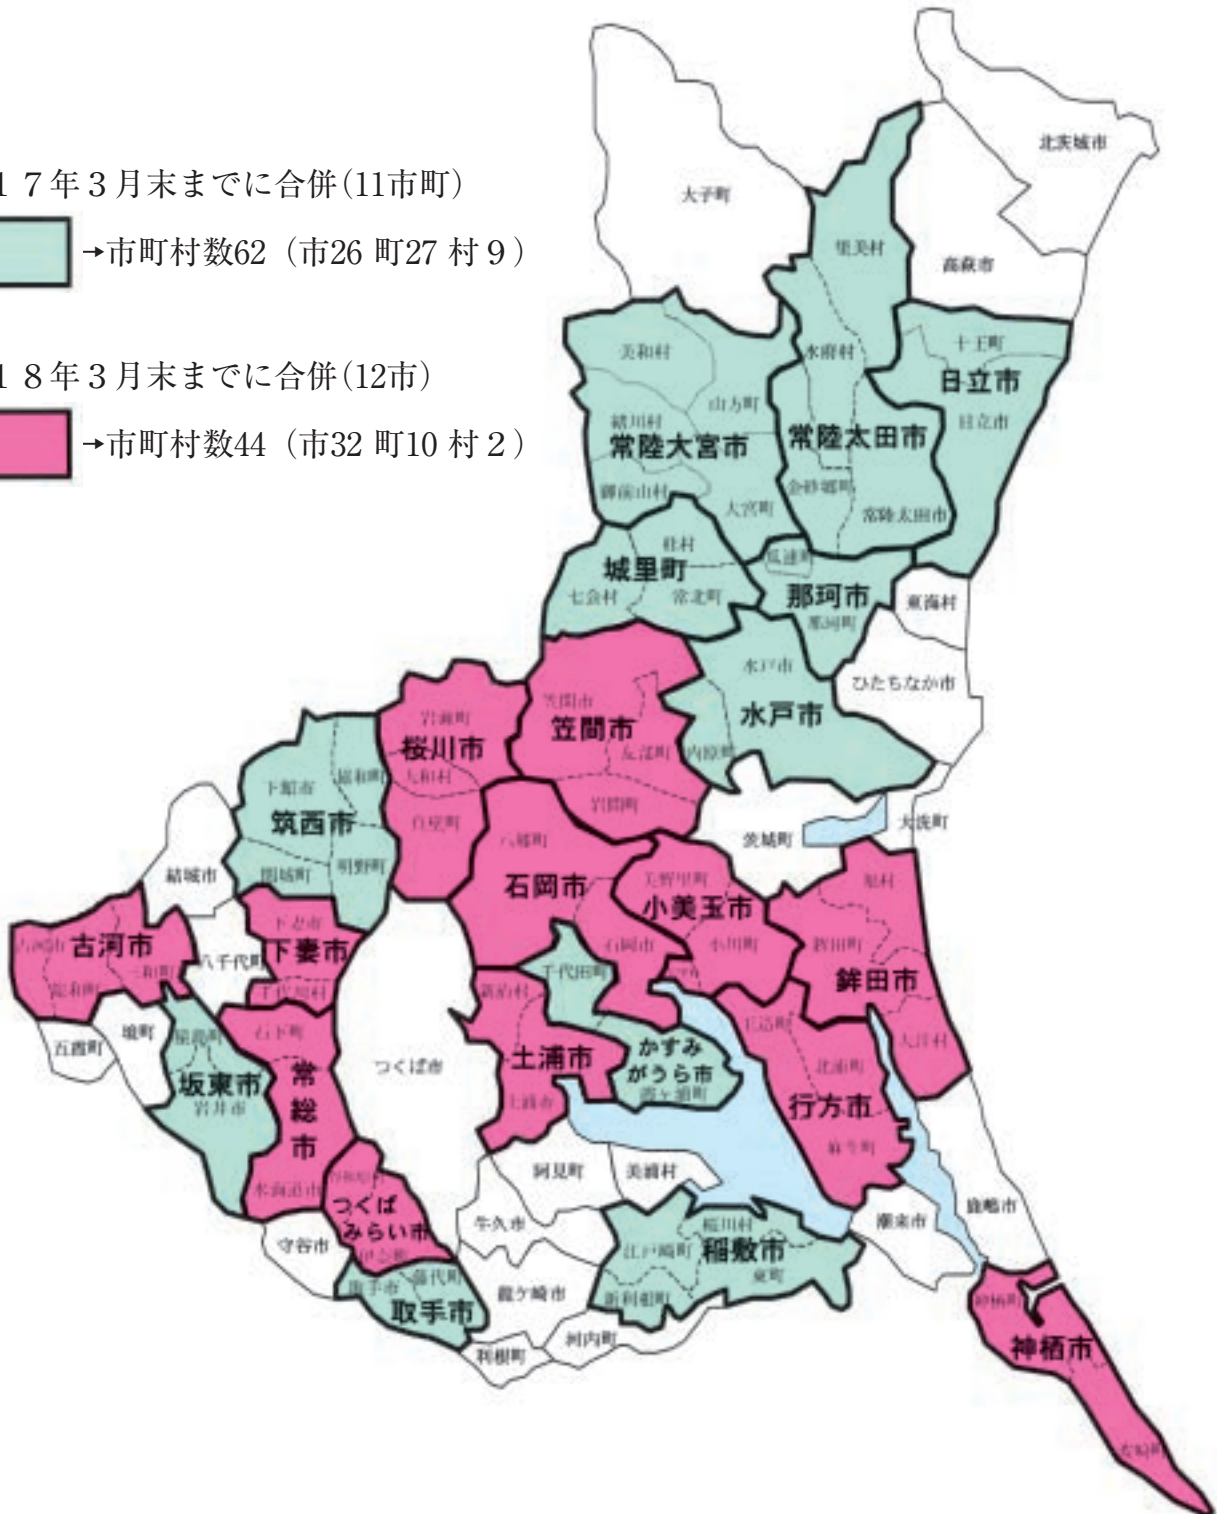 １７年３月末までに合併(11市町)
→市町村数62（市26 町27 村９）
１８年３月末までに合併(12市)
→市町村数44（市32 町10 村２）
北茨城市
大子町
高萩市
里美村
十王町
日立市
日立市
美和村
水府村
山方町
緒川村
常陸大宮市
常陸太田市
御前山村
金砂郷町
大宮町
常陸太田市
桂村
城里町
七会村
常北町
瓜連町
那珂市
那珂町
東海村
ひたちなか市
水戸市
水戸市
内原町
笠間市
笠間市
友部町
岩間町
岩瀬町
桜川市
大和村
真壁町
下館市
協和町
筑西市
関城町
明野町
結城市
茨城町
大洗町
八郷町
石岡市
石岡市
美野里町
小美玉市
小川町
旭村
鉾田町
鉾田市
大洋村
古河市
古河市
総和町
三和町
八千代町
下妻市
下妻市
千代川村
五霞町
境町
猿島町
坂東市
岩井市
石下町
常総市
水海道市
つくば市
新治村
土浦市
土浦市
千代田町
かすみ
がうら市
霞ヶ浦町
玉造町
北浦町
行方市
麻生町
阿見町
美浦村
潮来市
鹿嶋市
つくば
みらい市
伊奈町
守谷市
牛久市
龍ケ崎市
取手市
藤代町
取手市
利根町
河内町
桜川村
江戸崎町
稲敷市
東町
新利根町
神栖町
神栖市